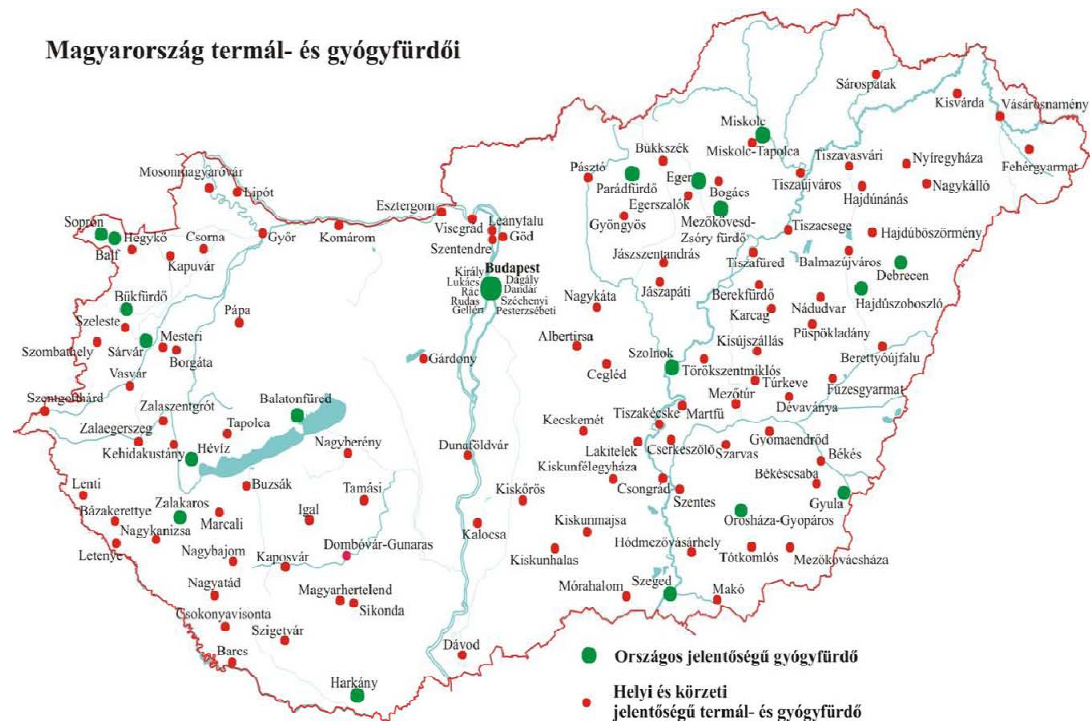 Magyarország termál- és gyógyfürdői
Sárospatak
Kisvárda
Vásárosnamény
Miskolc
Miskolc-Tapolca
Bükkszék
Pásztó
Parádfürdő
Eger
Bogács
Egerszalók
Mezőkövesd-
Zsóry fürdő
Gyöngyös
Tiszaújváros
Tiszavasvári
Nyíregyháza
Fehérgyarmat
Nagykálló
Hajdúnánás
Mosonmagyaróvár
Lipót
Esztergom
Visegrád
Leányfalu
Göd
Szentendre
Sopron
Hegykő
Balf
Csorna
Kapuvár
Győr
Komárom
Tiszacsege
Hajdúböszörmény
Jászszentandrás
Tiszafüred
Balmazújváros
Debrecen
Jászapáti
Berekfürdő
Hajdúszoboszló
Király
Lukács
Rác
Rudas
Gellért
Budapest
Dagály
Dandár
Széchenyi
Pesterzsébeti
Nagykáta
Karcag
Nádudvar
Püspökladány
Bükfürdő
Szeleste
Szombathely
Sárvár
Mesteri
Borgáta
Pápa
Vasvár
Gárdony
Albertirsa
Cegléd
Szolnok
Kisújszállás
Törökszentmiklós
Berettyóújfalu
Túrkeve
Füzesgyarmat
Szentgotthárd
Zalaszentgrót
Balatonfüred
Zalaegerszeg
Tapolca
Kehidakustány
Hévíz
Nagyberény
Dunaföldvár
Kecskemét
Tiszakécske
Martfű
Mezőtúr
Dévaványa
Lakitelek
Cserkeszőlő
Szarvas
Gyomaendrőd
Békés
Kiskunfélegyháza
Békéscsaba
Lenti
Buzsák
Tamási
Kiskőrös
Csongrád
Szentes
Gyula
Bázakerettye
Zalakaros
Marcali
Igal
Orosháza-Gyopáros
Nagykanizsa
Letenye
Kalocsa
Kiskunmajsa
Nagybajom
Kaposvár
Dombóvár-Gunaras
Kiskunhalas
Hódmezővásárhely
Tótkomlós
Mezőkovácsháza
Nagyatád
Magyarhertelend
Sikonda
Mórahalom
Szeged
Makó
Csokonyavisonta
Szigetvár
Barcs
Dávod
Harkány
Országos jelentőségű gyógyfürdő
Helyi és körzeti
jelentőségű termál- és gyógyfürdő